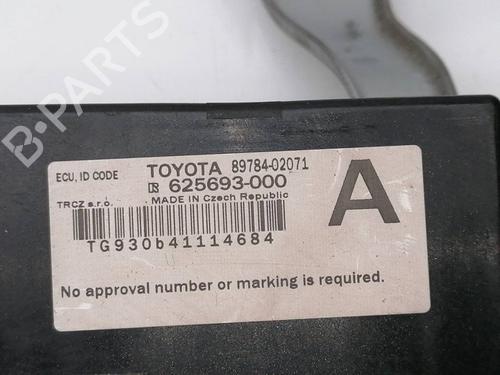 ECU, ID CODE TOYOTA 89784-02071
625693-000
TRCZ s.r.o. MADE IN Czech Republic
A
TG930b41114684
No approval number or marking is required.
B-PARTS